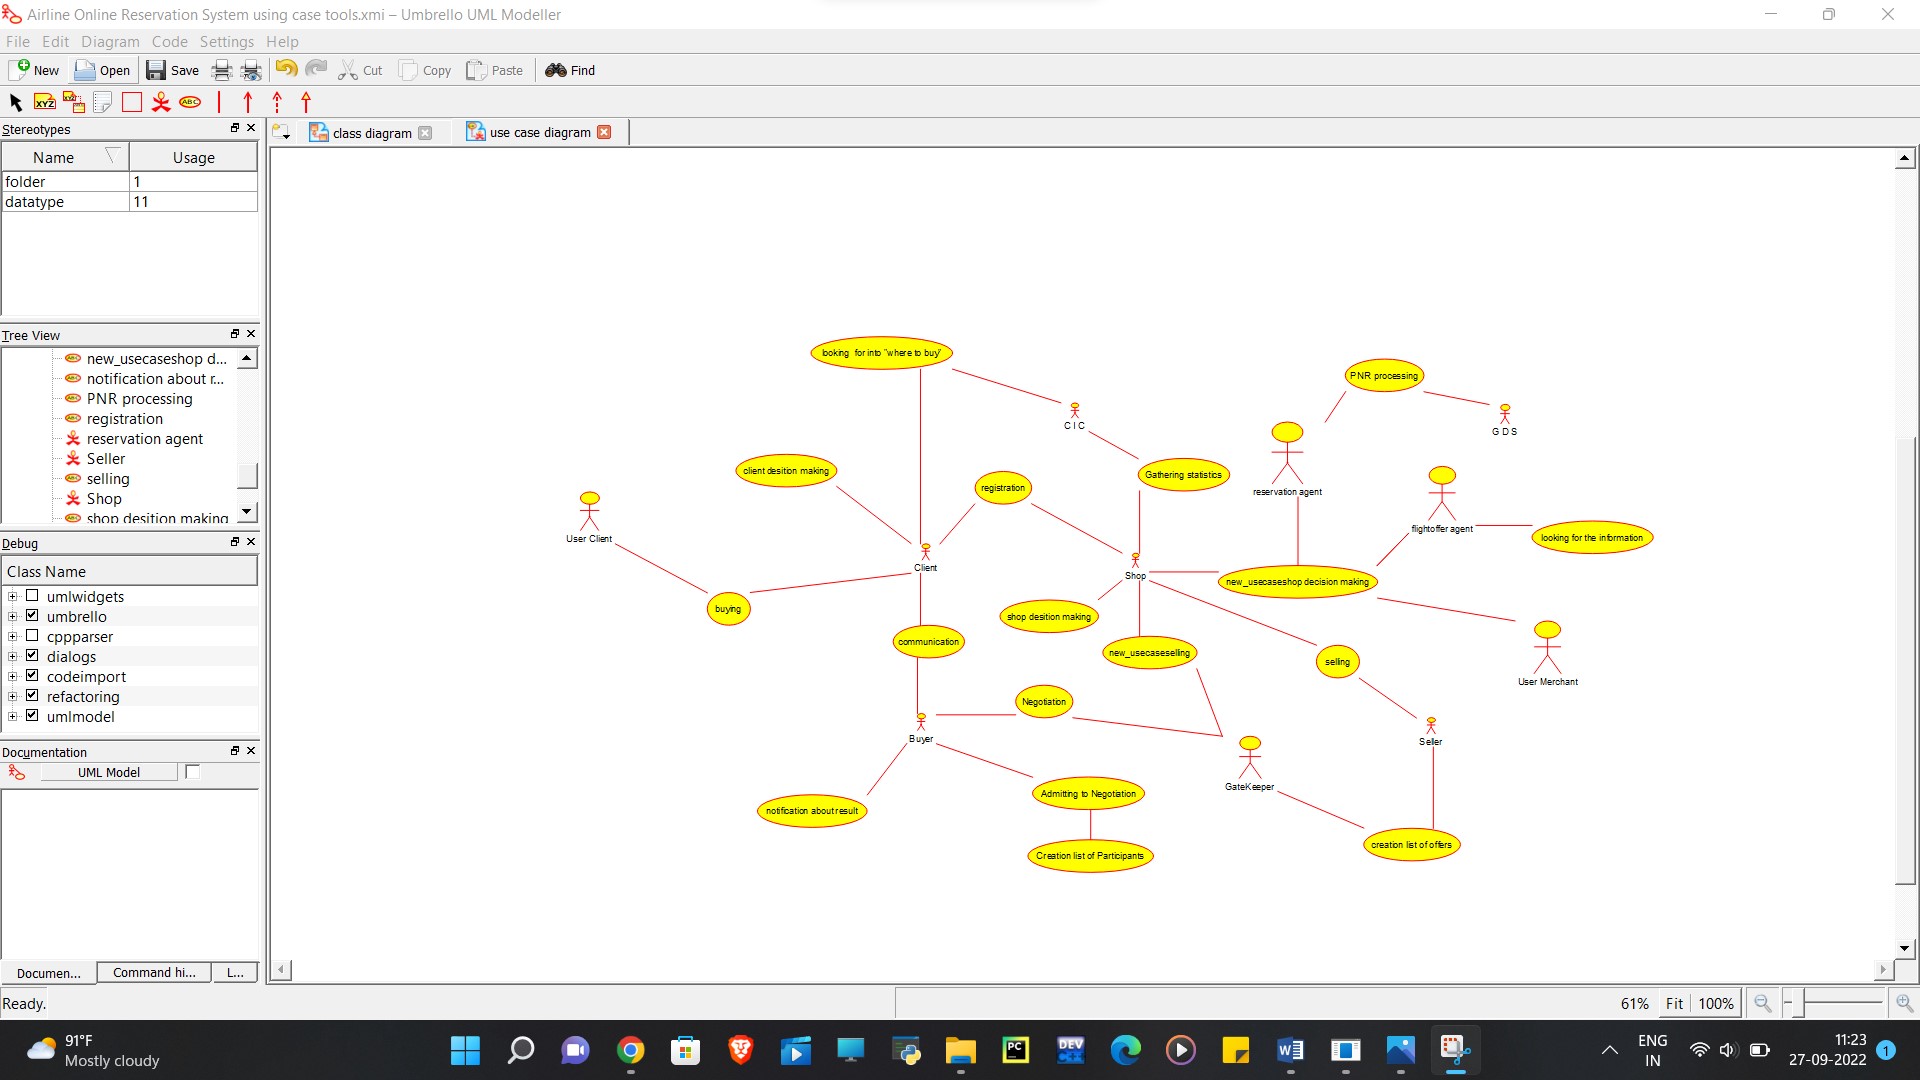 Airline Online Reservation System using case tools.xmi – Umbrello UML Modeller
File Edit Diagram Code Settings Help
New Open Save Cut Copy Paste Find
XYZ XYZ ABC
Stereotypes
class diagram use case diagram
Name Usage
folder 1
datatype 11
Tree View
new_usecaseshop d...
notification about r...
PNR processing
registration
reservation agent
Seller
selling
Shop
shop desition making
Debug
Class Name
umlwidgets
umbrello
cppparser
dialogs
codeimport
refactoring
umlmodel
Documentation
UML Model
Documen... Command hi... L...
looking for into "where to buy"
PNR processing
C I C
G D S
client desition making
Gathering statistics
registration
reservation agent
flightoffer agent
looking for the information
User Client
Client
Shop
new_usecaseshop decision making
buying
shop desition making
communication
new_usecaseselling
selling
User Merchant
Negotiation
Buyer
Seller
GateKeeper
Admitting to Negotiation
notification about result
creation list of offers
Creation list of Participants
Ready.
61% Fit 100%
91°F
Mostly cloudy
PC
DEV
ENG
IN
11:23
27-09-2022
1